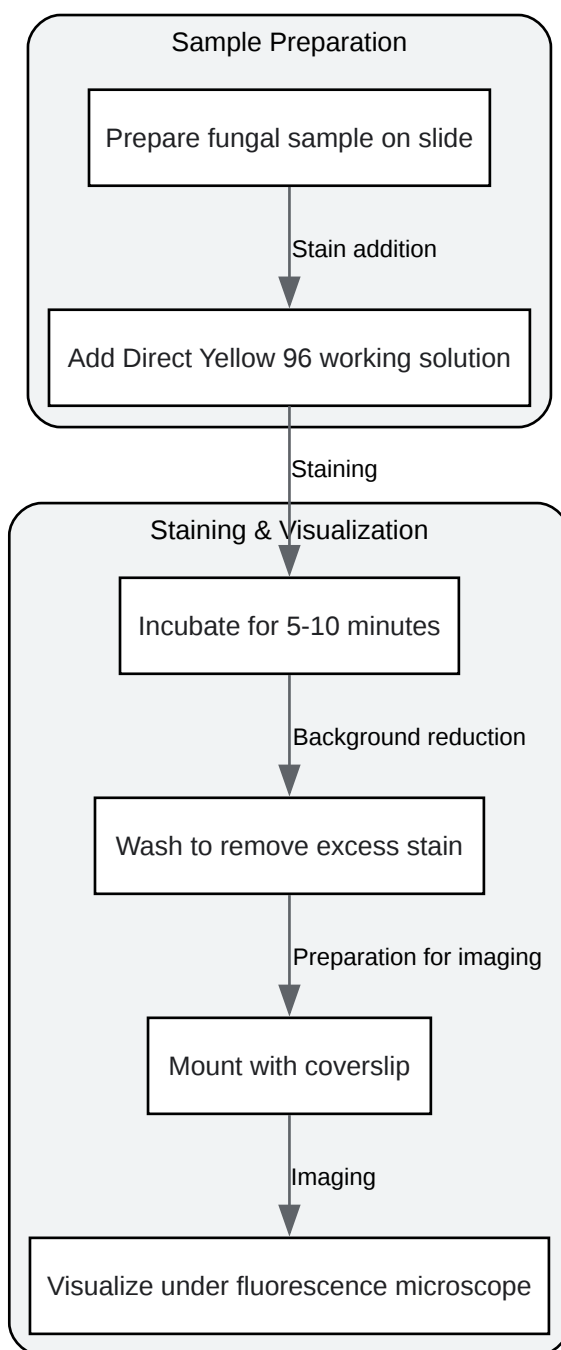 Sample Preparation
Prepare fungal sample on slide
Stain addition
Add Direct Yellow 96 working solution
Staining
Staining & Visualization
Incubate for 5-10 minutes
Background reduction
Wash to remove excess stain
Preparation for imaging
Mount with coverslip
Imaging
Visualize under fluorescence microscope